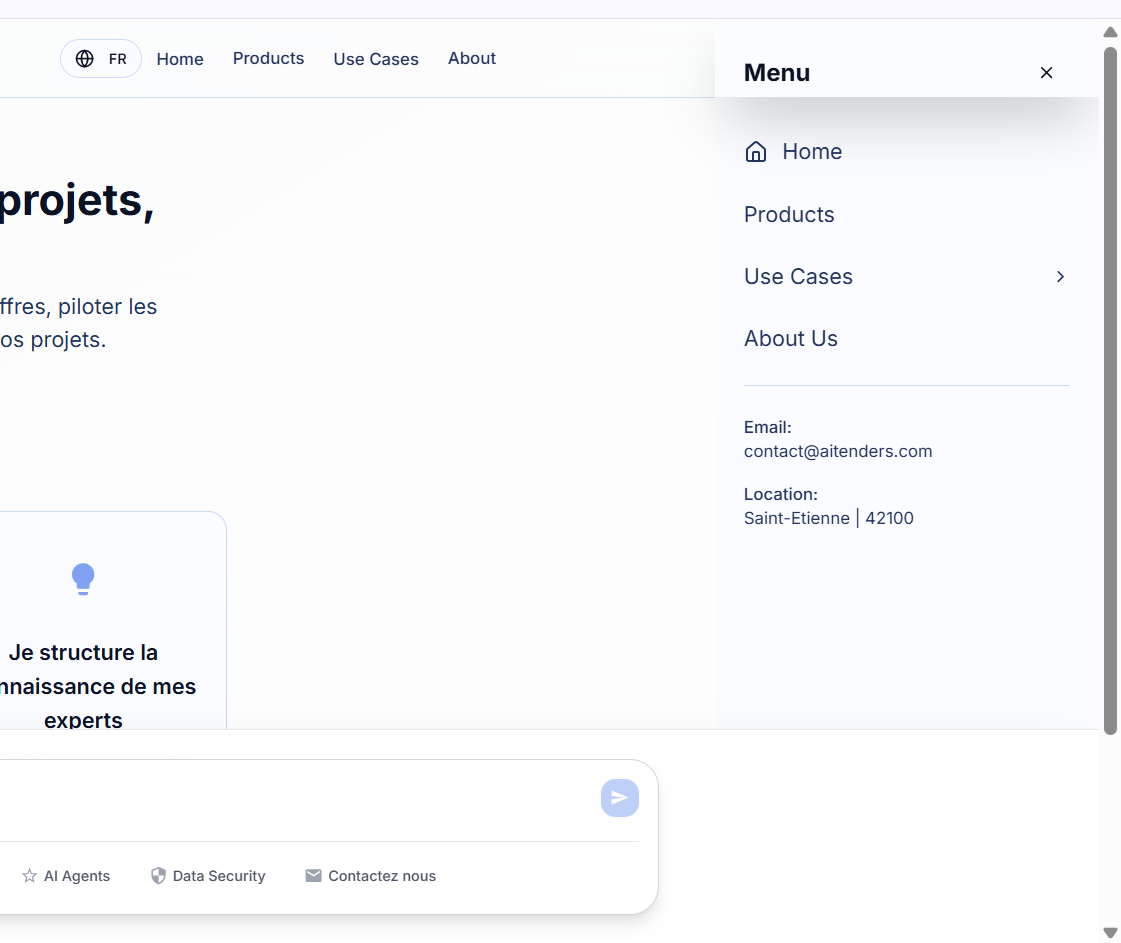 FR
Home
Products
Use Cases
About
Menu
Home
Products
Use Cases
About Us
Email:
contact@aitenders.com
Location:
Saint-Etienne | 42100
projets,
ffres, piloter les
os projets.
Je structure la
nnaissance de mes
experts
AI Agents
Data Security
Contactez nous